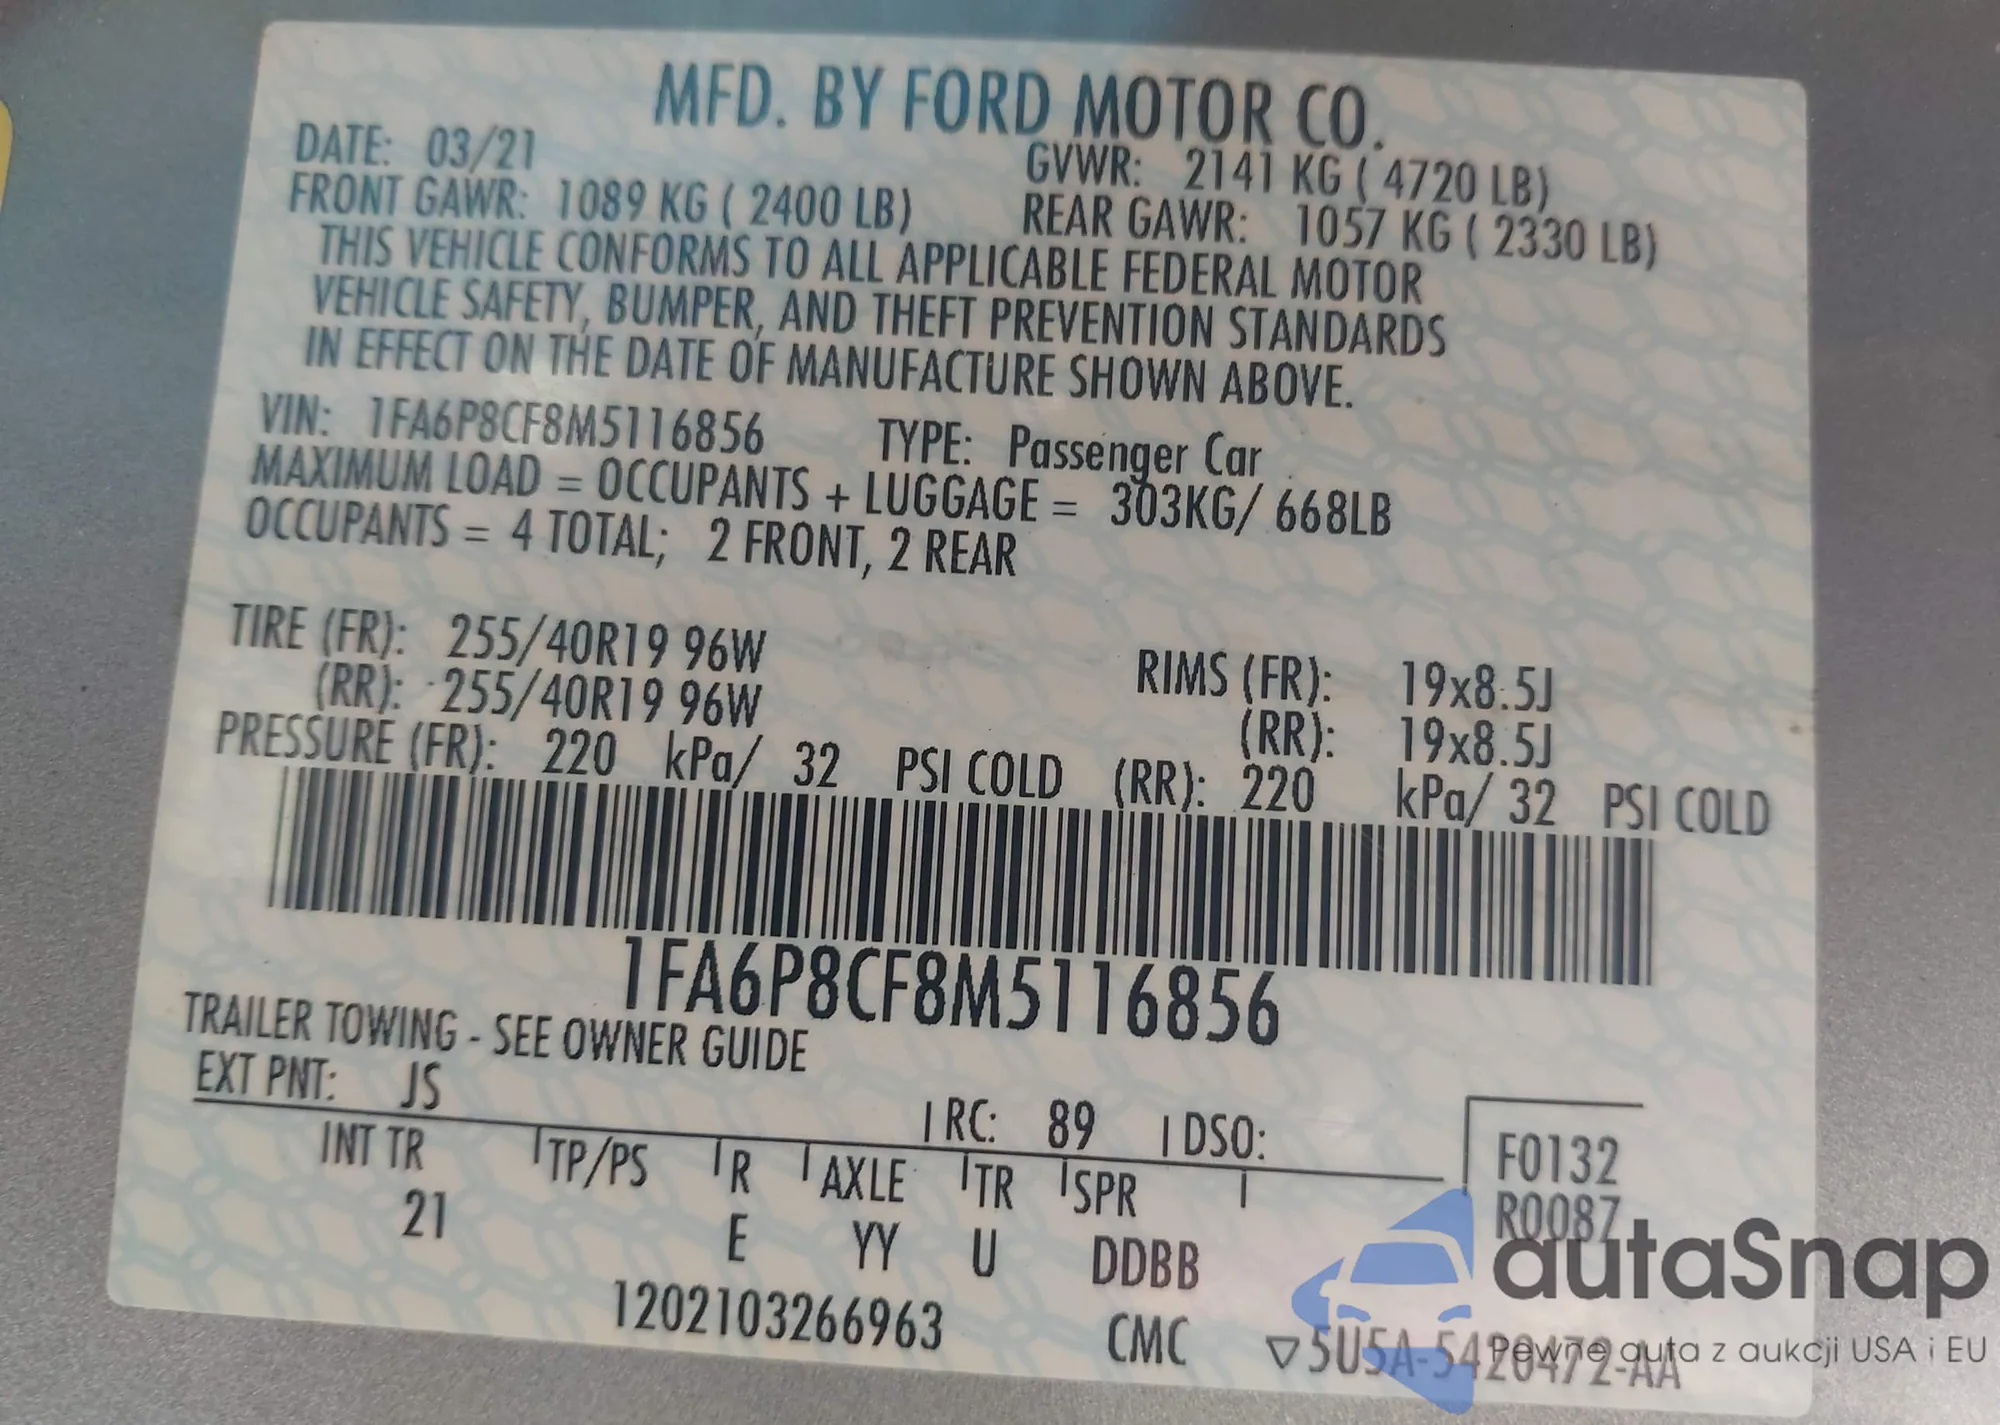 MFD. BY FORD MOTOR CO.
DATE: 03/21 GVWR: 2141 KG ( 4720 LB)
FRONT GAWR: 1089 KG ( 2400 LB) REAR GAWR: 1057 KG ( 2330 LB)
THIS VEHICLE CONFORMS TO ALL APPLICABLE FEDERAL MOTOR
VEHICLE SAFETY, BUMPER, AND THEFT PREVENTION STANDARDS
IN EFFECT ON THE DATE OF MANUFACTURE SHOWN ABOVE.
VIN: 1FA6P8CF8M5116856 TYPE: Passenger Car
MAXIMUM LOAD = OCCUPANTS + LUGGAGE = 303KG/ 668LB
OCCUPANTS = 4 TOTAL; 2 FRONT, 2 REAR
TIRE (FR): 255/40R19 96W RIMS (FR): 19x8.5J
(RR): 255/40R19 96W (RR): 19x8.5J
PRESSURE (FR): 220 kPa/ 32 PSI COLD (RR): 220 kPa/ 32 PSI COLD
1FA6P8CF8M5116856
TRAILER TOWING - SEE OWNER GUIDE
EXT PNT: JS RC: 89 DSO:
INT TR TP/PS R AXLE TR SPR
21 E YY U DDBB
F0132
R0087
1202103266963 CMC ▽5U5A-5420472-AA
autaSnap
Pewne auta z aukcji USA i EU